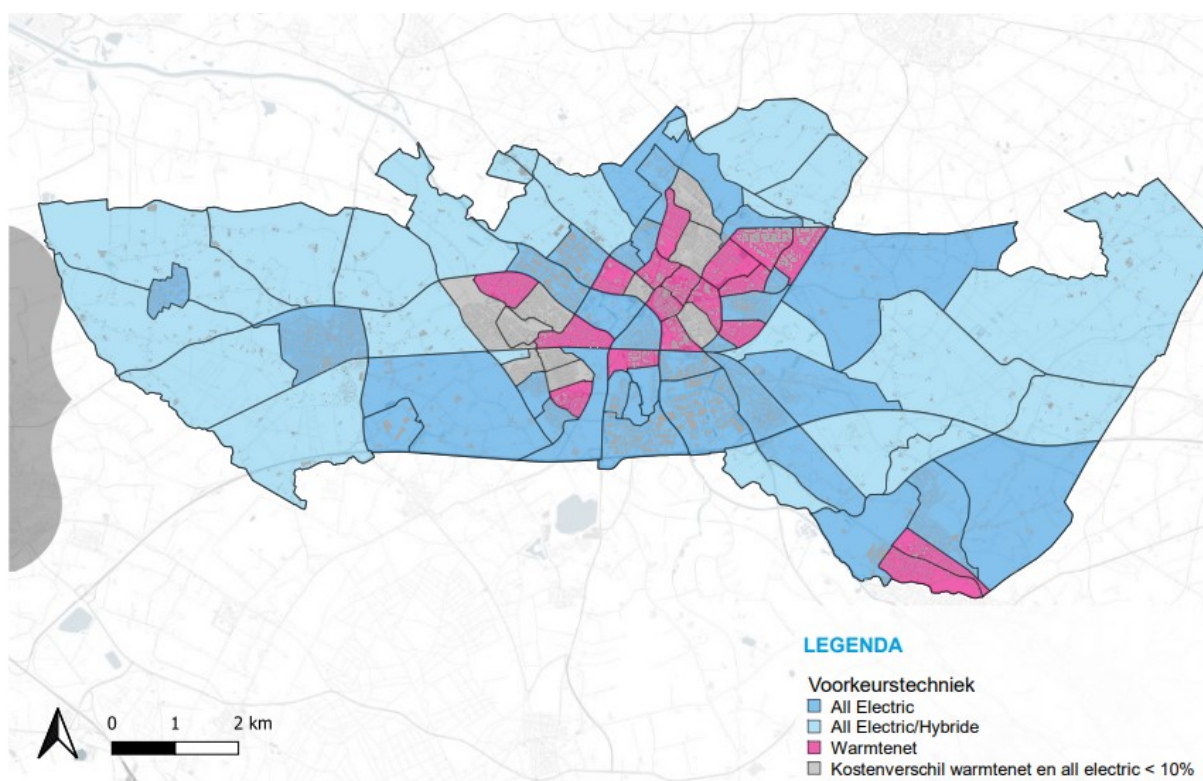 LEGENDA
Voorkeurstechniek
All Electric
All Electric/Hybride
Warmtenet
Kostenverschil warmtenet en all electric < 10%
0 1 2 km